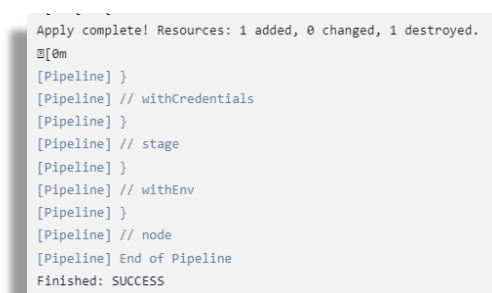 Apply complete! Resources: 1 added, 0 changed, 1 destroyed.
[0m
[Pipeline] }
[Pipeline] // withCredentials
[Pipeline] }
[Pipeline] // stage
[Pipeline] }
[Pipeline] // withEnv
[Pipeline] }
[Pipeline] // node
[Pipeline] End of Pipeline
Finished: SUCCESS